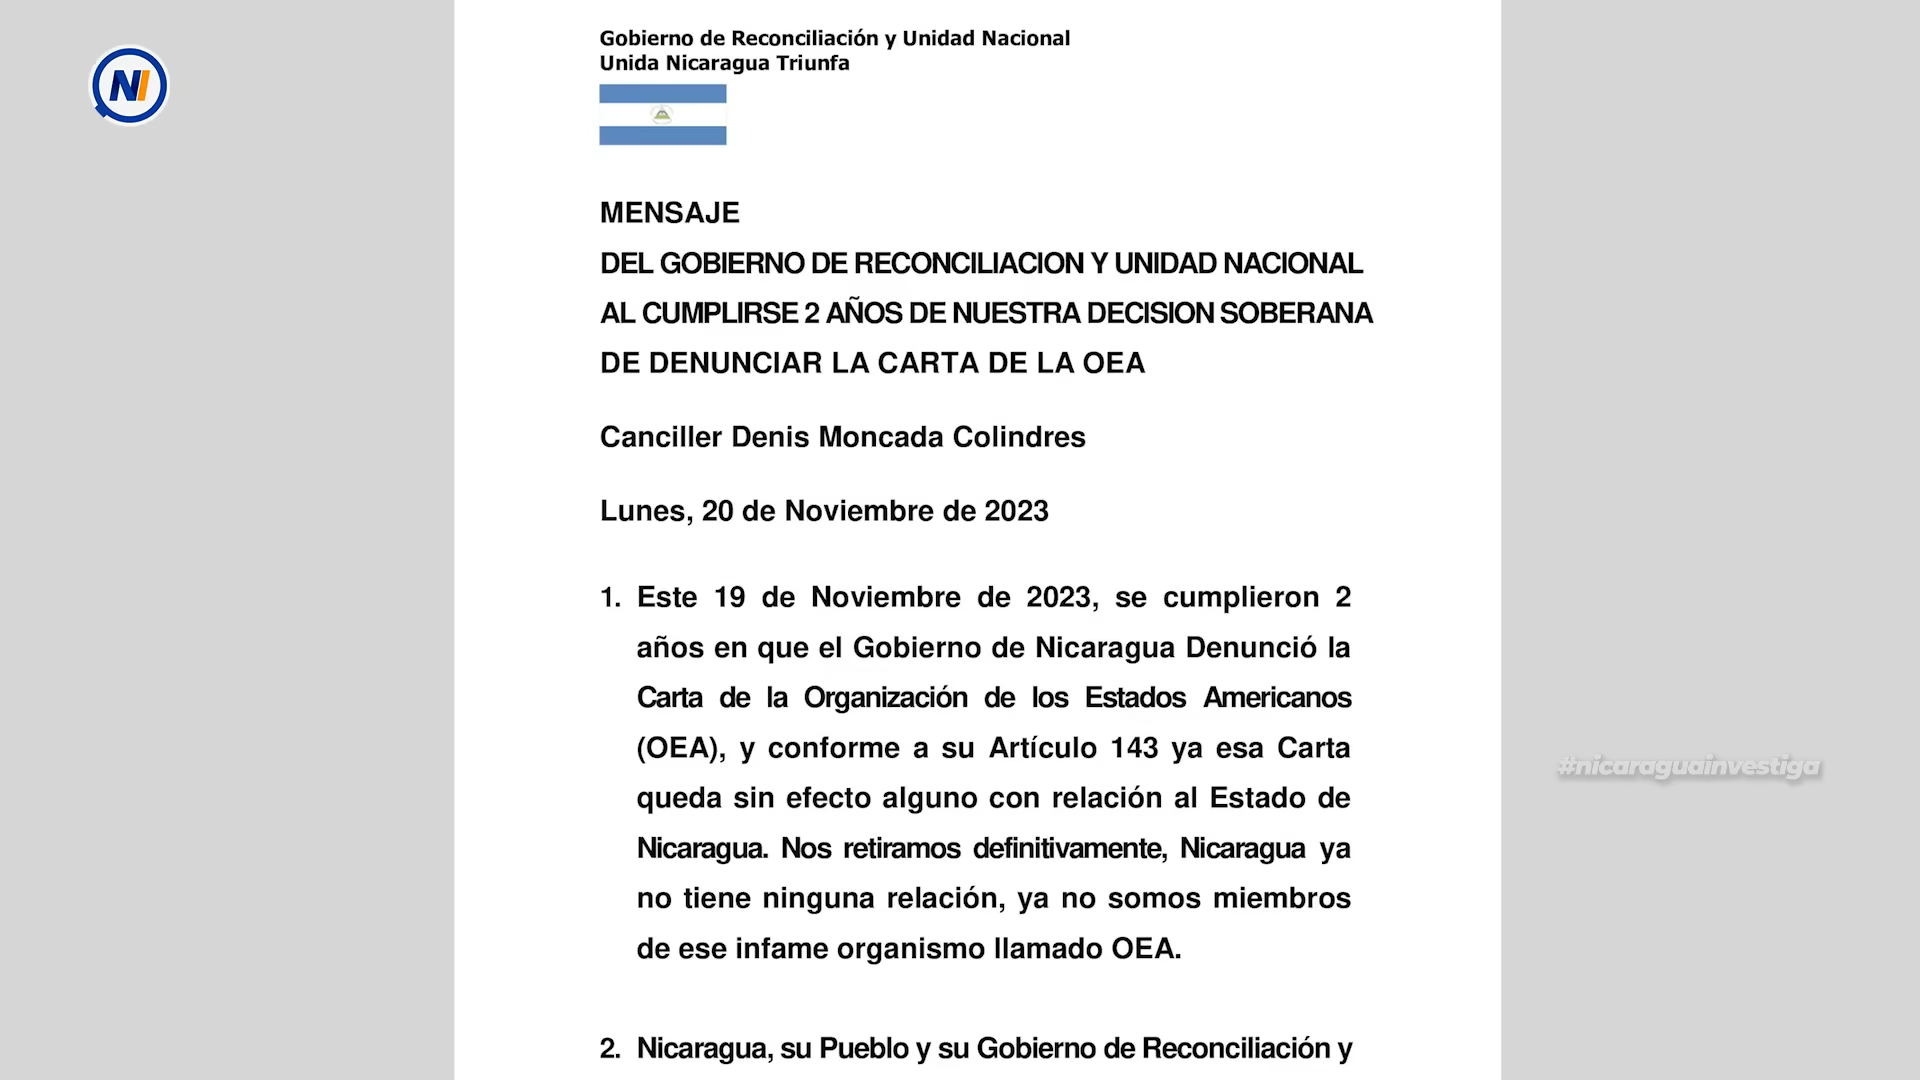 Gobierno de Reconciliación y Unidad Nacional
Unida Nicaragua Triunfa
NI
MENSAJE
DEL GOBIERNO DE RECONCILIACION Y UNIDAD NACIONAL
AL CUMPLIRSE 2 AÑOS DE NUESTRA DECISION SOBERANA
DE DENUNCIAR LA CARTA DE LA OEA
Canciller Denis Moncada Colindres
Lunes, 20 de Noviembre de 2023
1. Este 19 de Noviembre de 2023, se cumplieron 2
años en que el Gobierno de Nicaragua Denunció la
Carta de la Organización de los Estados Americanos
(OEA), y conforme a su Artículo 143 ya esa Carta
queda sin efecto alguno con relación al Estado de
Nicaragua. Nos retiramos definitivamente, Nicaragua ya
no tiene ninguna relación, ya no somos miembros
de ese infame organismo llamado OEA.
#nicaraguainvestiga
2. Nicaragua, su Pueblo y su Gobierno de Reconciliación y